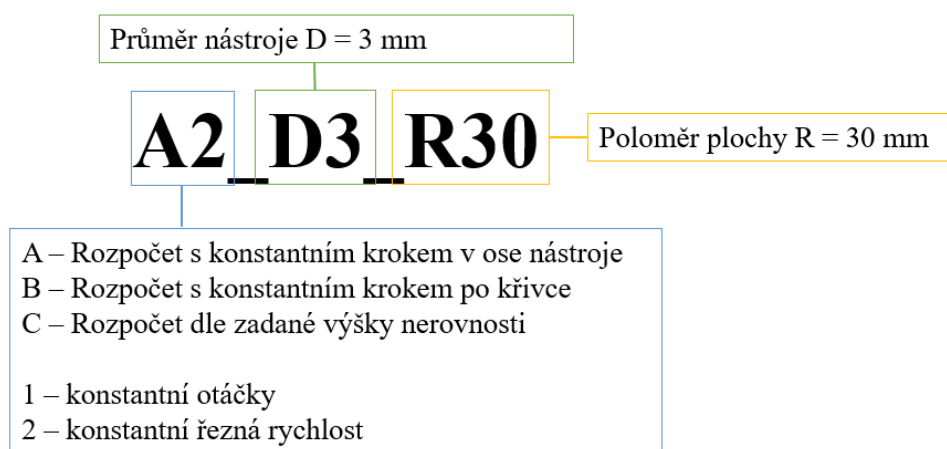 Průměr nástroje D = 3 mm
A2_D3_R30
Poloměr plochy R = 30 mm
A – Rozpočet s konstantním krokem v ose nástroje
B – Rozpočet s konstantním krokem po křivce
C – Rozpočet dle zadané výšky nerovnosti
1 – konstantní otáčky
2 – konstantní řezná rychlost